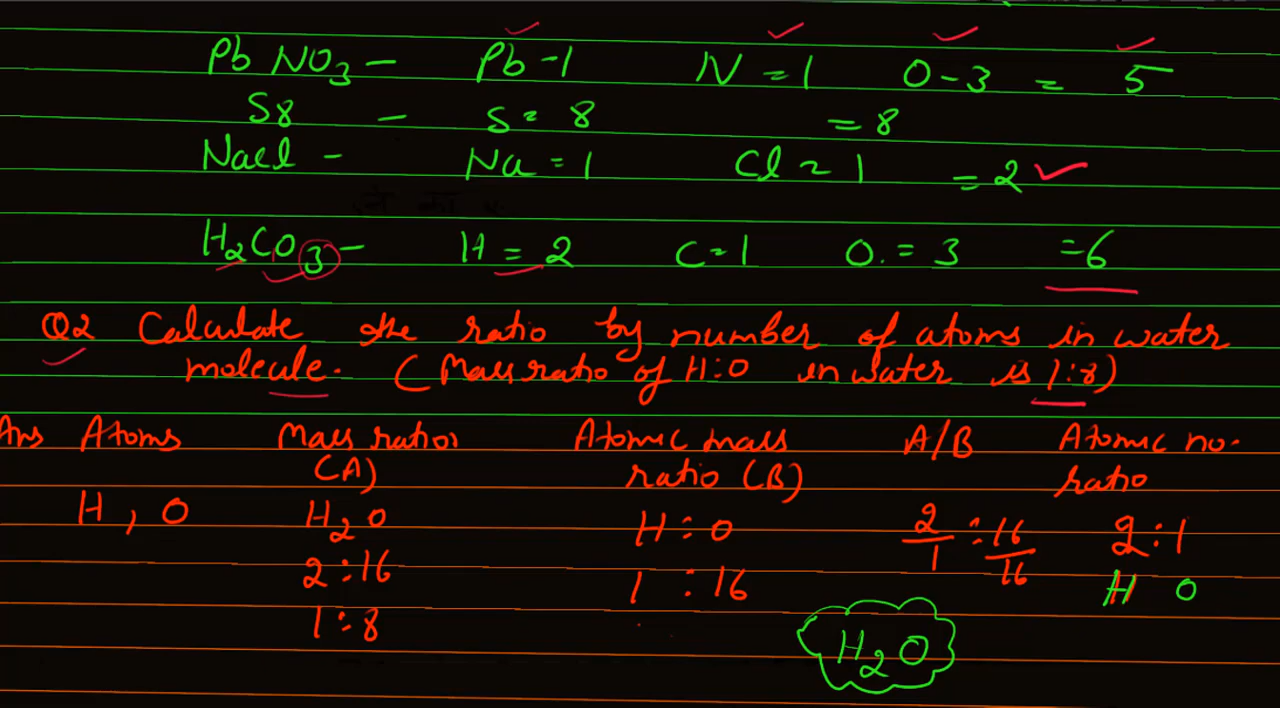 PbNO3 - Pb-1 N=1 O-3 = 5
S8 - S= 8 = 8
Nacl - Na=1 Cl=1 =2
H2CO3 - H=2 C=1 O.=3 =6
Q2 Calculate the ratio by number of atoms in water
molecule. (Mass ratio of H:O in water is 1:8)
Ans Atoms Mass ratio Atomic mass A/B Atomic no.
(A) ratio (B) ratio
H, O H2O H:O 2/1 : 16/16 2:1
2:16 1 : 16 H O
1:8
H2O